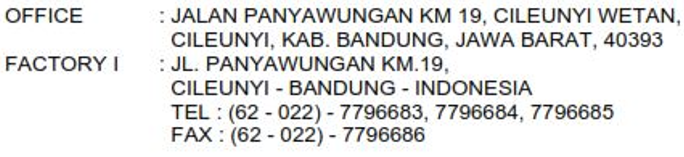 OFFICE : JALAN PANYAWUNGAN KM 19, CILEUNYI WETAN,
CILEUNYI, KAB. BANDUNG, JAWA BARAT, 40393
FACTORY I : JL. PANYAWUNGAN KM.19,
CILEUNYI - BANDUNG - INDONESIA
TEL : (62 - 022) - 7796683, 7796684, 7796685
FAX : (62 - 022) - 7796686